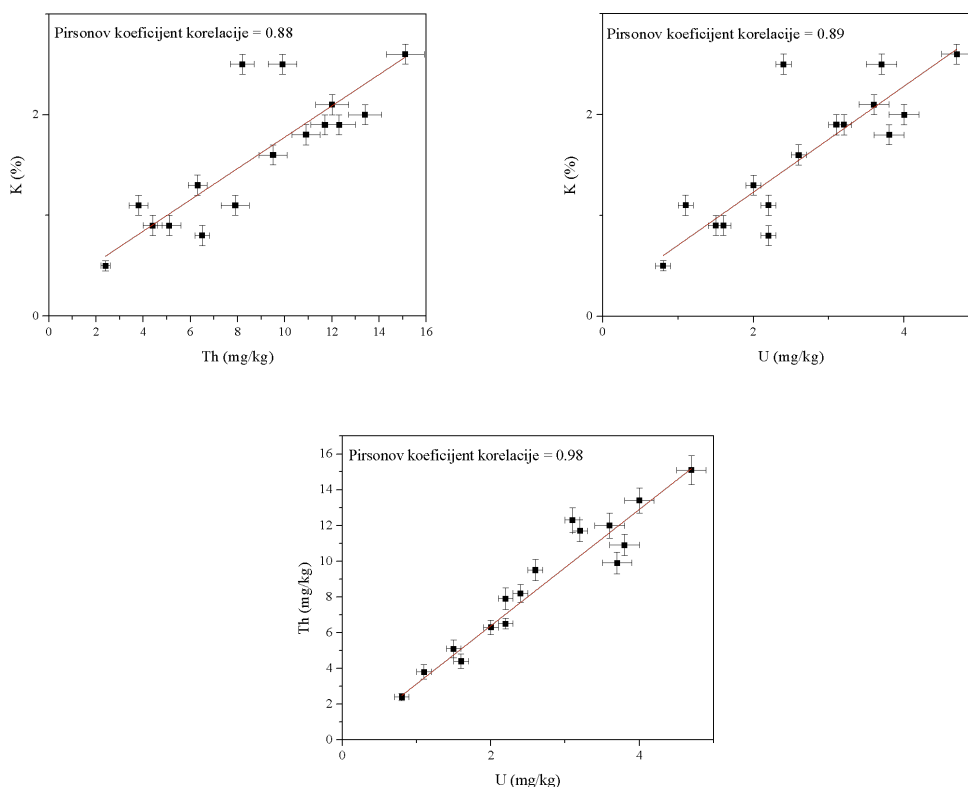 Pirsonov koeficijent korelacije = 0.88
2
0
K (%)
0 2 4 6 8 10 12 14 16
Th (mg/kg)
Pirsonov koeficijent korelacije = 0.89
2
0
K (%)
0 2 4
U (mg/kg)
Pirsonov koeficijent korelacije = 0.98
16
14
12
10
8
6
4
2
0
Th (mg/kg)
0 2 4
U (mg/kg)